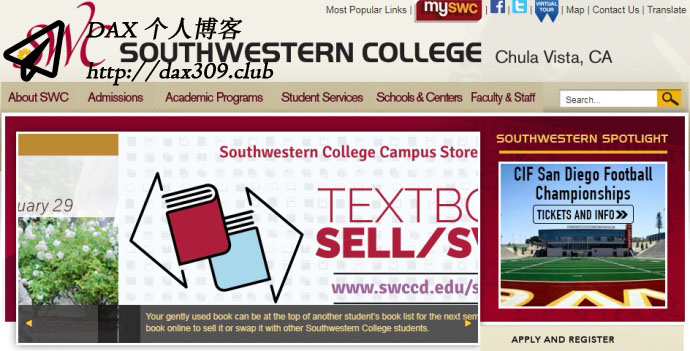 Most Popular Links | mySWC | | VIRTUAL TOUR | Map | Contact Us | Translate
DAX 个人博客
http://dax309.club
SWC
SOUTHWESTERN COLLEGE
Chula Vista, CA
About SWC Admissions Academic Programs Student Services Schools & Centers Faculty & Staff Search...
SOUTHWESTERN SPOTLIGHT
Southwestern College Campus Store
TEXTBO
SELL/SW
www.swccd.edu/s
uary 29
Your gently used book can be at the top of another student's book list for the next sem
book online to sell it or swap it with other Southwestern College students.
CIF San Diego Football
Championships
TICKETS AND INFO >>
APPLY AND REGISTER